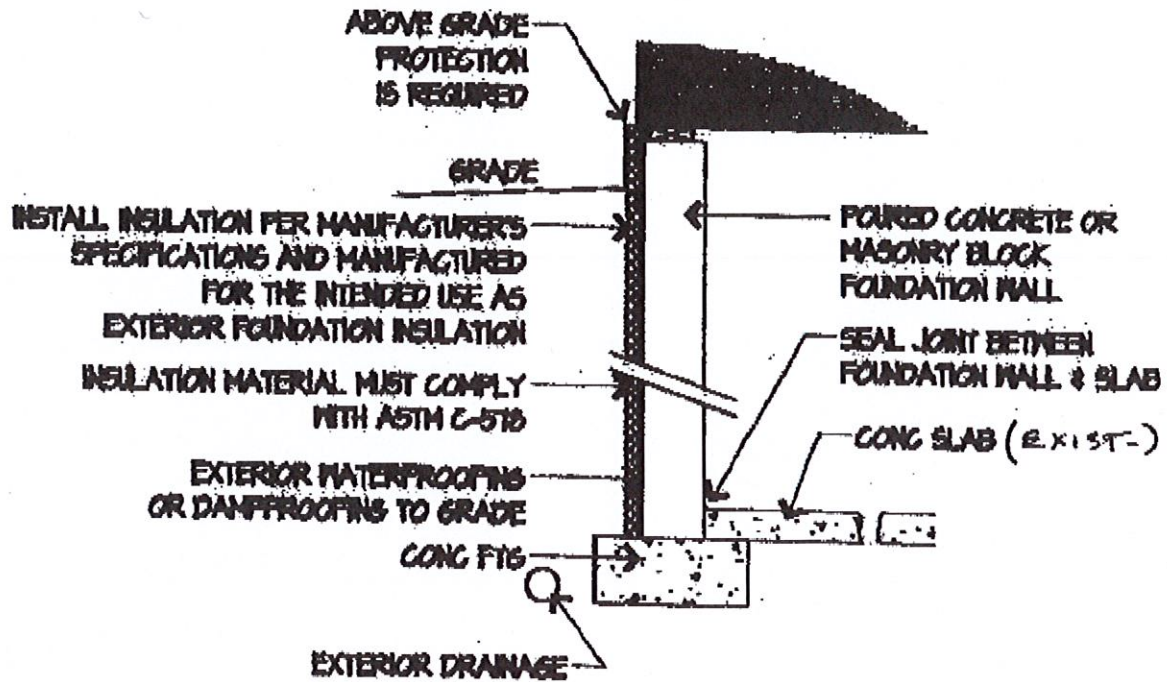 ABOVE GRADE
PROTECTION
IS REQUIRED
GRADE
INSTALL INSULATION PER MANUFACTURER'S
SPECIFICATIONS AND MANUFACTURED
FOR THE INTENDED USE AS
EXTERIOR FOUNDATION INSULATION
INSULATION MATERIAL MUST COMPLY
WITH ASTM C-578
EXTERIOR WATERPROOFING
OR DAMPPROOFING TO GRADE
CONC FTG
EXTERIOR DRAINAGE
POURED CONCRETE OR
MASONRY BLOCK
FOUNDATION WALL
SEAL JOINT BETWEEN
FOUNDATION WALL & SLAB
CONC SLAB (EXIST-)